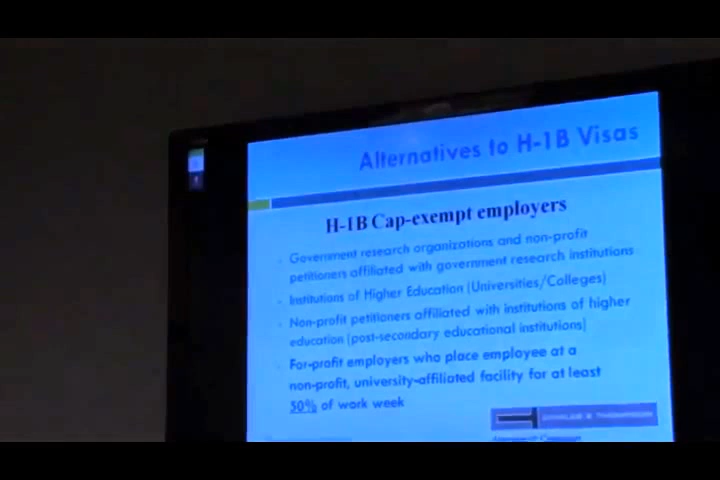 Alternatives to H-1B Visas
H-1B Cap-exempt employers
Government research organizations and non-profit
petitioners affiliated with government research institutions
Institutions of Higher Education (Universities/Colleges)
Non-profit petitioners affiliated with institutions of higher
education (post-secondary educational institutions)
For-profit employers who place employee at a
non-profit, university-affiliated facility for at least
50% of work week